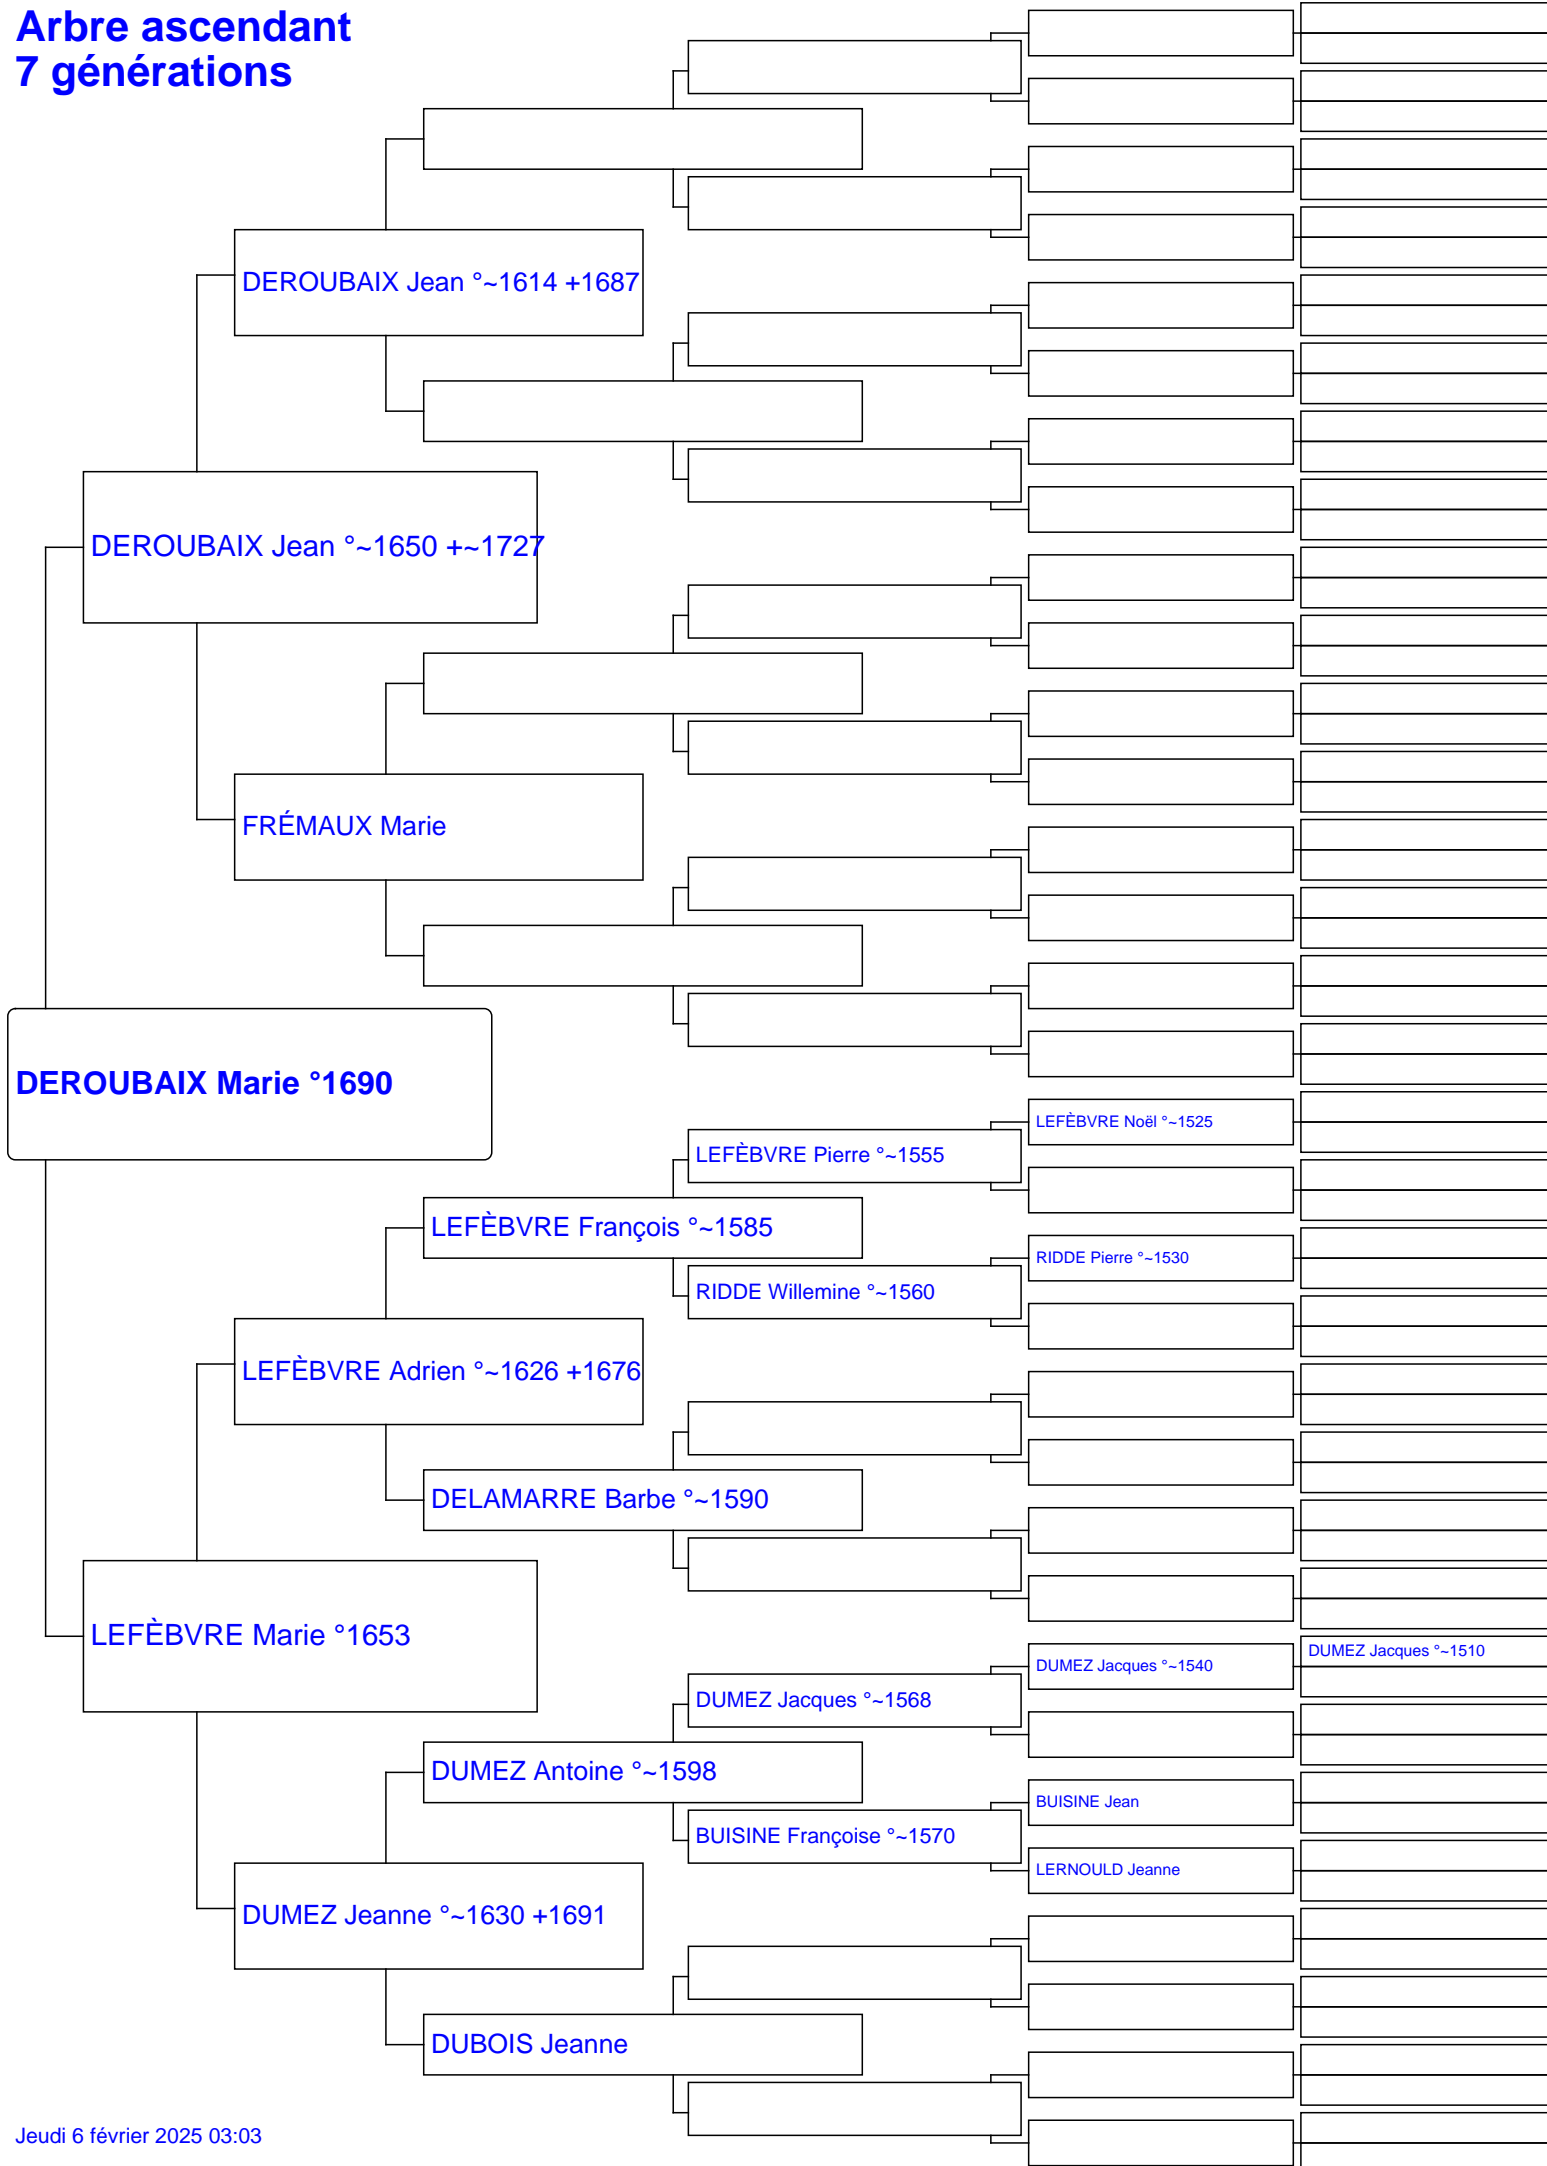 Arbre ascendant
7 générations
DEROUBAIX Jean °~1614 +1687
DEROUBAIX Jean °~1650 +~1727
FRÉMAUX Marie
DEROUBAIX Marie °1690
LEFÈBVRE Noël °~1525
LEFÈBVRE Pierre °~1555
LEFÈBVRE François °~1585
RIDDE Pierre °~1530
RIDDE Willemine °~1560
LEFÈBVRE Adrien °~1626 +1676
DELAMARRE Barbe °~1590
LEFÈBVRE Marie °1653
DUMEZ Jacques °~1510
DUMEZ Jacques °~1540
DUMEZ Jacques °~1568
DUMEZ Antoine °~1598
BUISINE Jean
BUISINE Françoise °~1570
LERNOULD Jeanne
DUMEZ Jeanne °~1630 +1691
DUBOIS Jeanne
Jeudi 6 février 2025 03:03